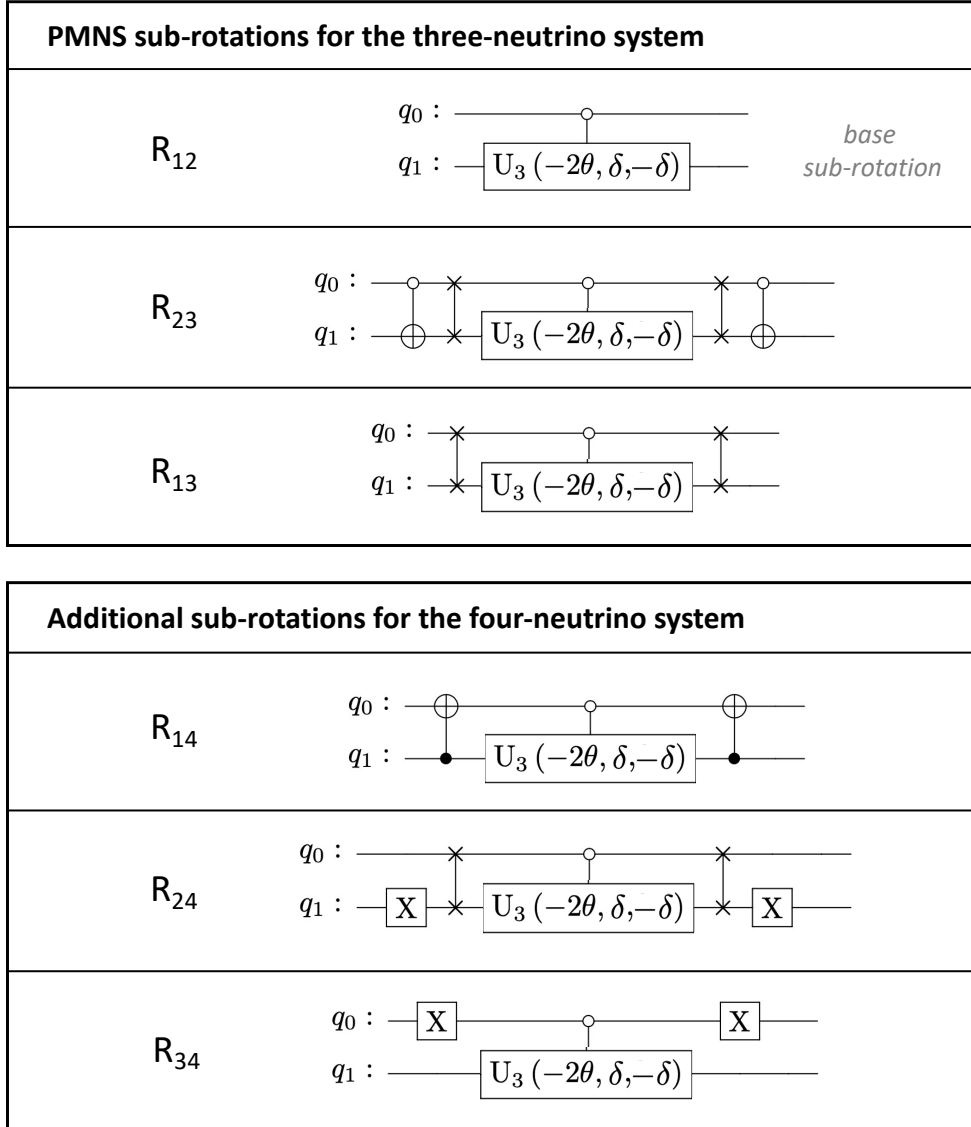 PMNS sub-rotations for the three-neutrino system
R₁₂
q₀ :
q₁ : U₃ (−2θ, δ,−δ)
base
sub-rotation
R₂₃
q₀ :
q₁ : U₃ (−2θ, δ,−δ)
R₁₃
q₀ :
q₁ : U₃ (−2θ, δ,−δ)
Additional sub-rotations for the four-neutrino system
R₁₄
q₀ :
q₁ : U₃ (−2θ, δ,−δ)
R₂₄
q₀ :
q₁ : X U₃ (−2θ, δ,−δ) X
R₃₄
q₀ : X X
q₁ : U₃ (−2θ, δ,−δ)